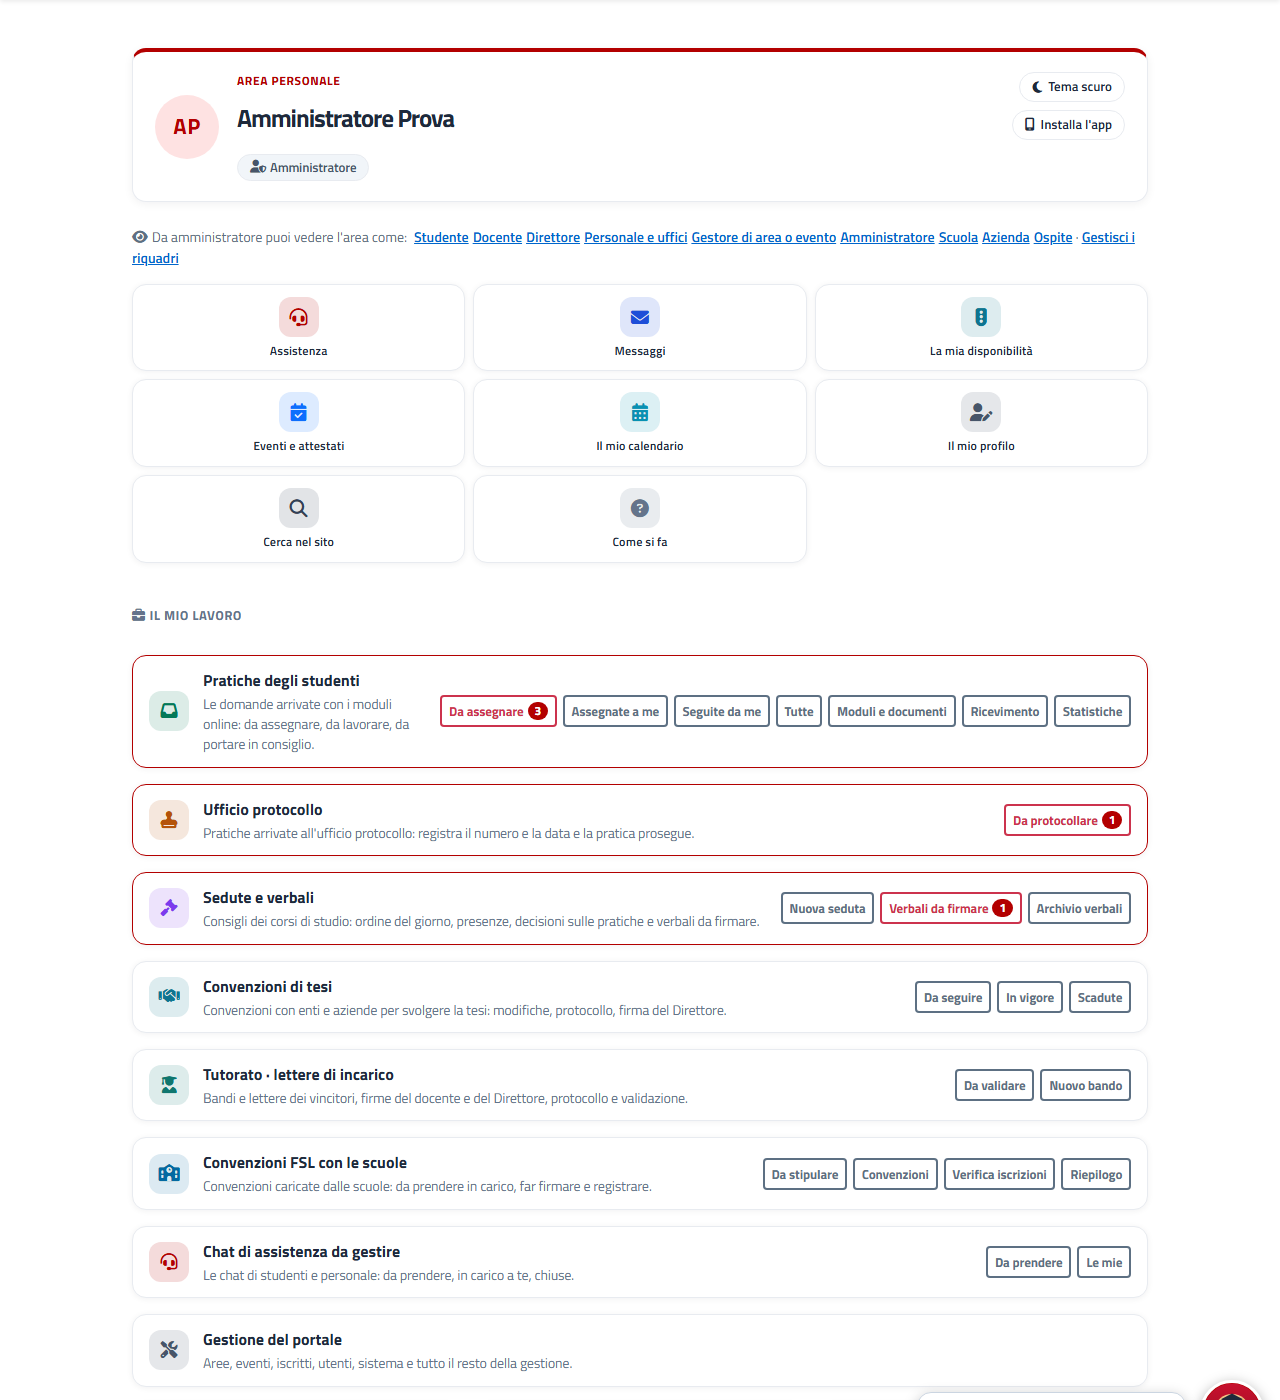 AREA PERSONALE
AP
Amministratore Prova
Amministratore
Tema scuro
Installa l'app
Da amministratore puoi vedere l'area come: Studente Docente Direttore Personale e uffici Gestore di area o evento Amministratore Scuola Azienda Ospite · Gestisci i
riquadri
Assistenza
Messaggi
La mia disponibilità
Eventi e attestati
Il mio calendario
Il mio profilo
Cerca nel sito
Come si fa
IL MIO LAVORO
Pratiche degli studenti
Le domande arrivate con i moduli
online: da assegnare, da lavorare, da
portare in consiglio.
Da assegnare 3
Assegnate a me
Seguite da me
Tutte
Moduli e documenti
Ricevimento
Statistiche
Ufficio protocollo
Pratiche arrivate all'ufficio protocollo: registra il numero e la data e la pratica prosegue.
Da protocollare 1
Sedute e verbali
Consigli dei corsi di studio: ordine del giorno, presenze, decisioni sulle pratiche e verbali da firmare.
Nuova seduta
Verbali da firmare 1
Archivio verbali
Convenzioni di tesi
Convenzioni con enti e aziende per svolgere la tesi: modifiche, protocollo, firma del Direttore.
Da seguire
In vigore
Scadute
Tutorato · lettere di incarico
Bandi e lettere dei vincitori, firme del docente e del Direttore, protocollo e validazione.
Da validare
Nuovo bando
Convenzioni FSL con le scuole
Convenzioni caricate dalle scuole: da prendere in carico, far firmare e registrare.
Da stipulare
Convenzioni
Verifica iscrizioni
Riepilogo
Chat di assistenza da gestire
Le chat di studenti e personale: da prendere, in carico a te, chiuse.
Da prendere
Le mie
Gestione del portale
Aree, eventi, iscritti, utenti, sistema e tutto il resto della gestione.